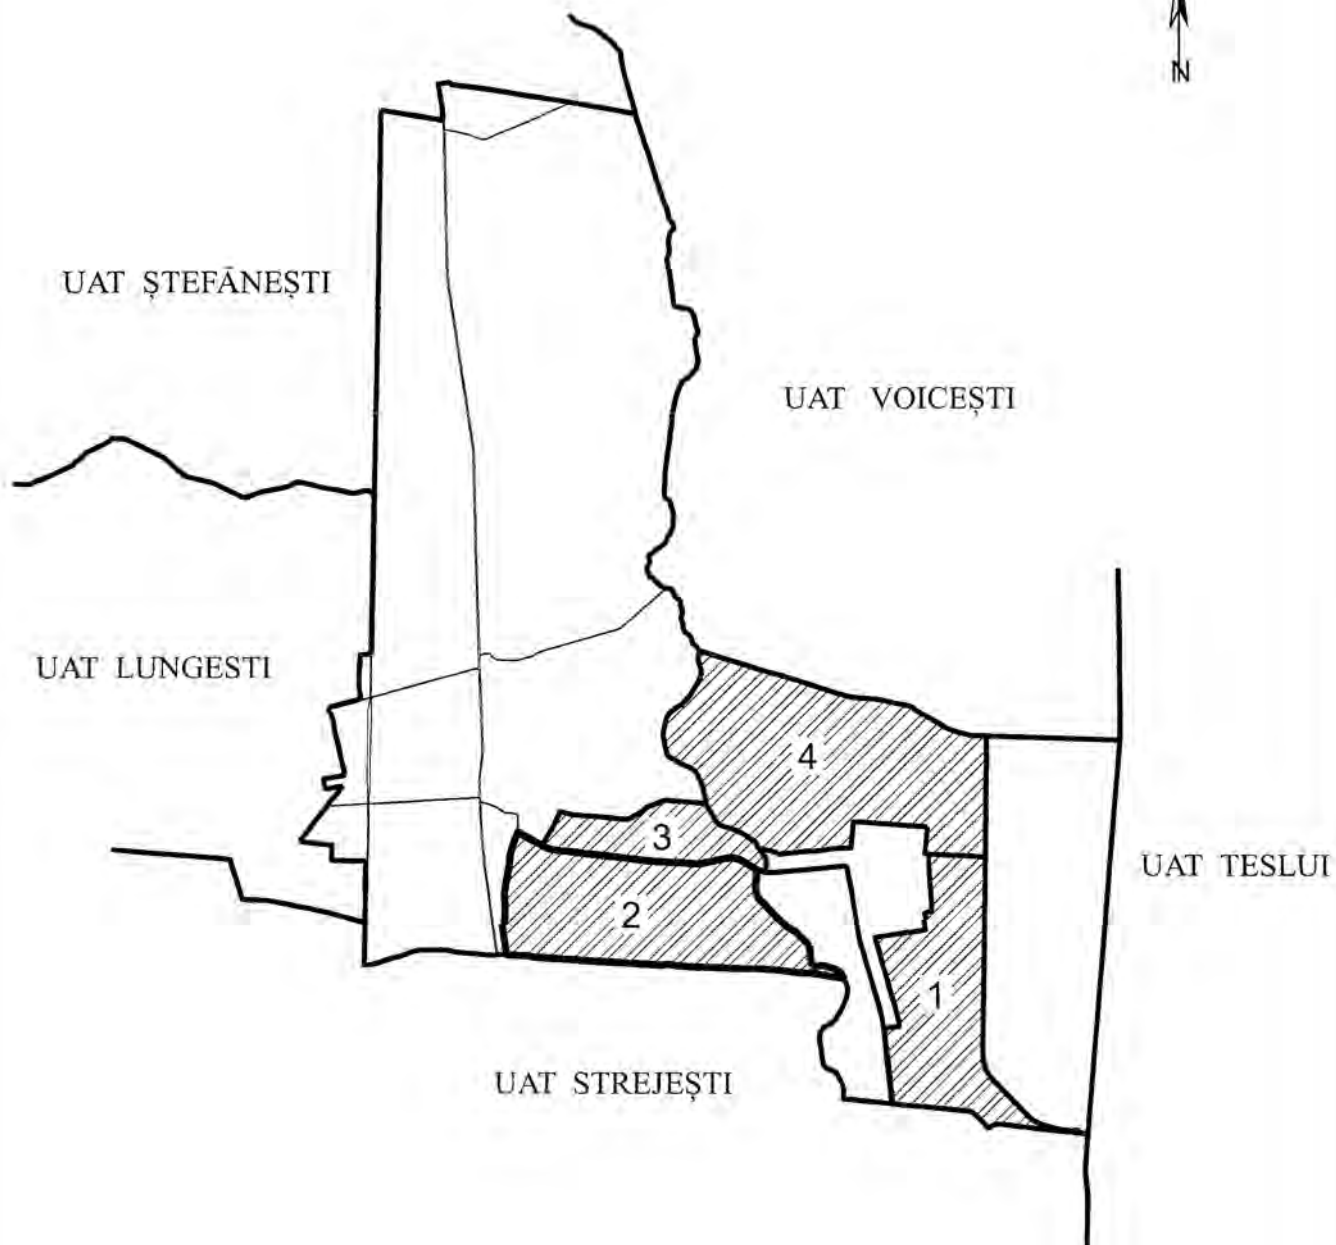 N
UAT ȘTEFĂNEȘTI
UAT VOICEȘTI
UAT LUNGESTI
4
3
UAT TESLUI
2
1
UAT STREJEȘTI